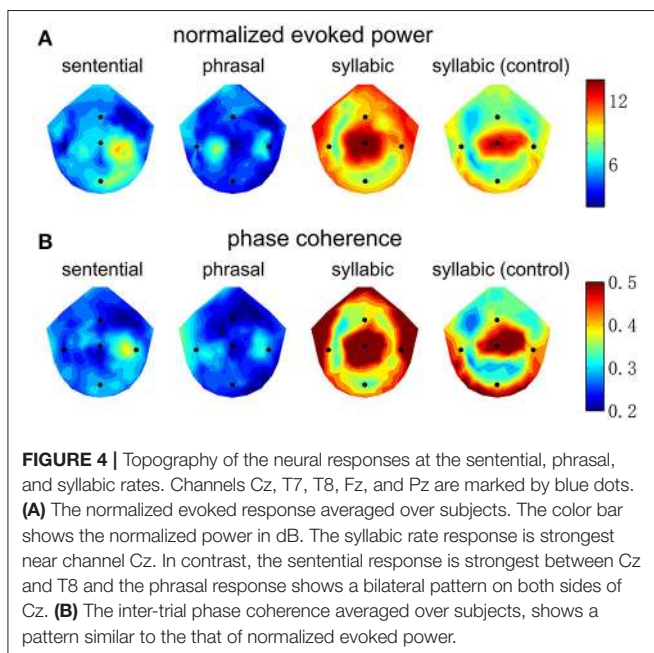 A normalized evoked power
sentential phrasal syllabic syllabic (control)
12
6
B phase coherence
sentential phrasal syllabic syllabic (control)
0.5
0.4
0.3
0.2
FIGURE 4 | Topography of the neural responses at the sentential, phrasal,
and syllabic rates. Channels Cz, T7, T8, Fz, and Pz are marked by blue dots.
(A) The normalized evoked response averaged over subjects. The color bar
shows the normalized power in dB. The syllabic rate response is strongest
near channel Cz. In contrast, the sentential response is strongest between Cz
and T8 and the phrasal response shows a bilateral pattern on both sides of
Cz. (B) The inter-trial phase coherence averaged over subjects, shows a
pattern similar to the that of normalized evoked power.